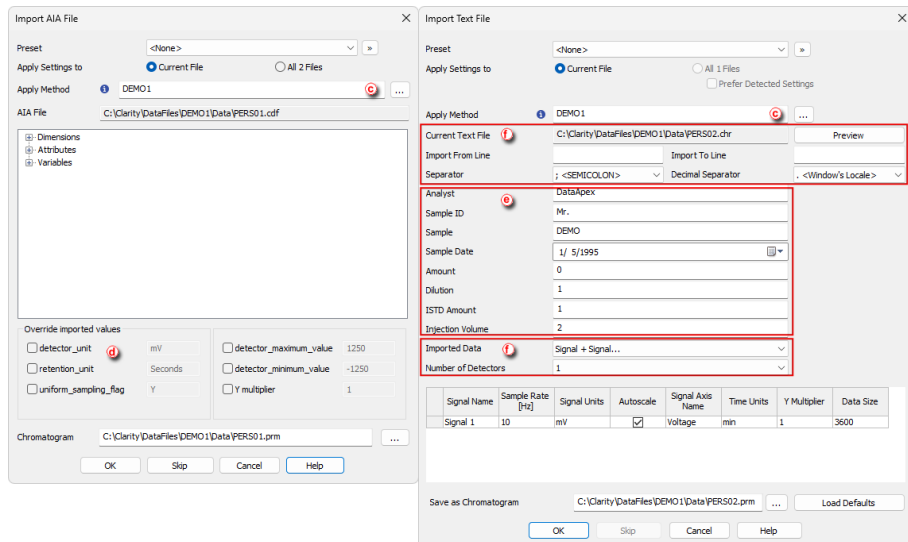 Import AIA File
Preset <None> »
Apply Settings to Current File All 2 Files
Apply Method DEMO1 c ...
AIA File C:\Clarity\DataFiles\DEMO1\Data\PERS01.cdf
Dimensions
Attributes
Variables
Override imported values
detector_unit mV detector_maximum_value 1250
d
retention_unit Seconds detector_minimum_value -1250
uniform_sampling_flag Y Y multiplier 1
Chromatogram C:\Clarity\DataFiles\DEMO1\Data\PERS01.prm ...
OK Skip Cancel Help
Import Text File
Preset <None> »
Apply Settings to Current File All 1 Files
Prefer Detected Settings
Apply Method DEMO1 c ...
Current Text File f C:\Clarity\DataFiles\DEMO1\Data\PERS02.chr Preview
Import From Line Import To Line
Separator ; <SEMICOLON> Decimal Separator . <Window's Locale>
Analyst DataApex
e
Sample ID Mr.
Sample DEMO
Sample Date 1/ 5/1995
Amount 0
Dilution 1
ISTD Amount 1
Injection Volume 2
Imported Data f Signal + Signal...
Number of Detectors 1
Signal Name Sample Rate [Hz] Signal Units Autoscale Signal Axis Name Time Units Y Multiplier Data Size
Signal 1 10 mV Voltage min 1 3600
Save as Chromatogram C:\Clarity\DataFiles\DEMO1\Data\PERS02.prm ... Load Defaults
OK Skip Cancel Help